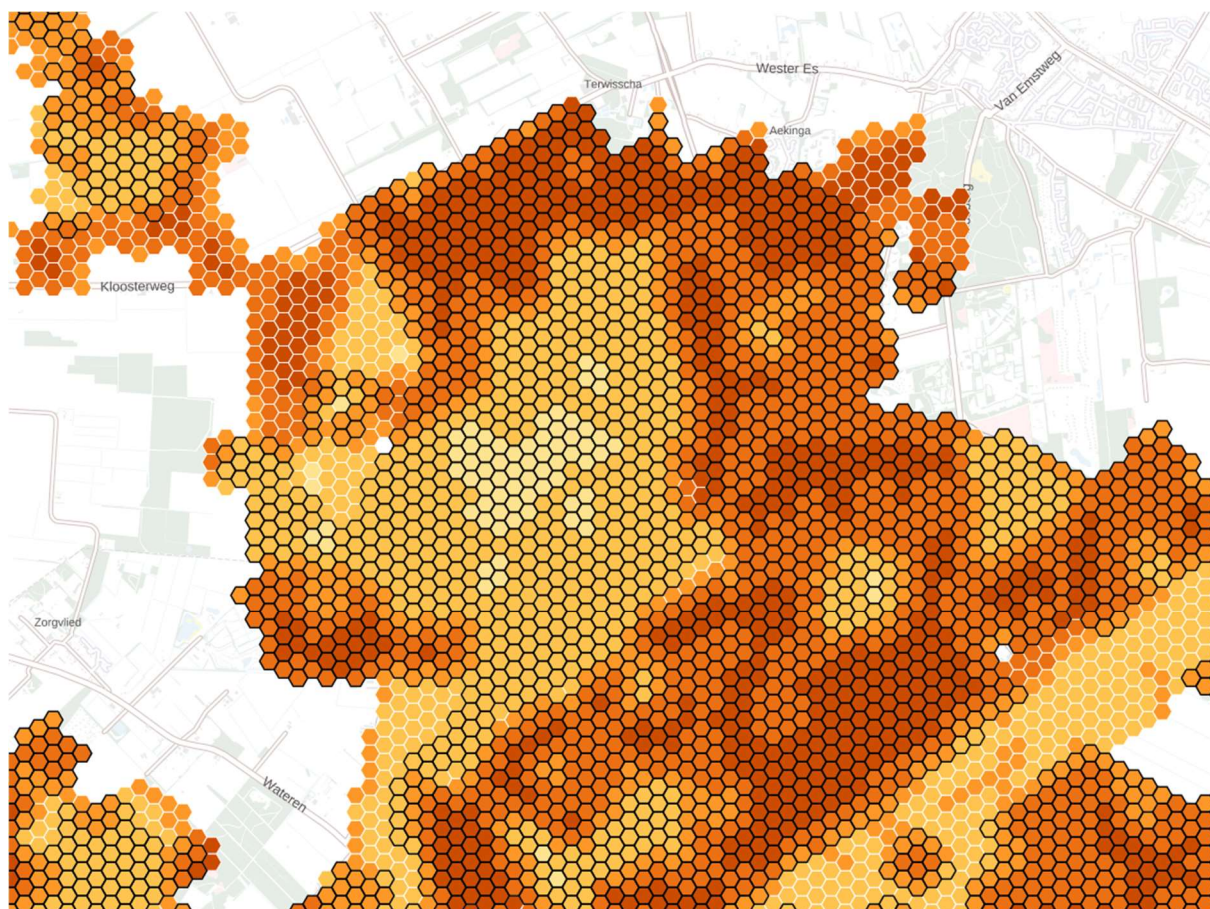 Wester Es
Terwisscha
Van Emstweg
Aekinga
Kloosterweg
Zorgvlied
Wateren